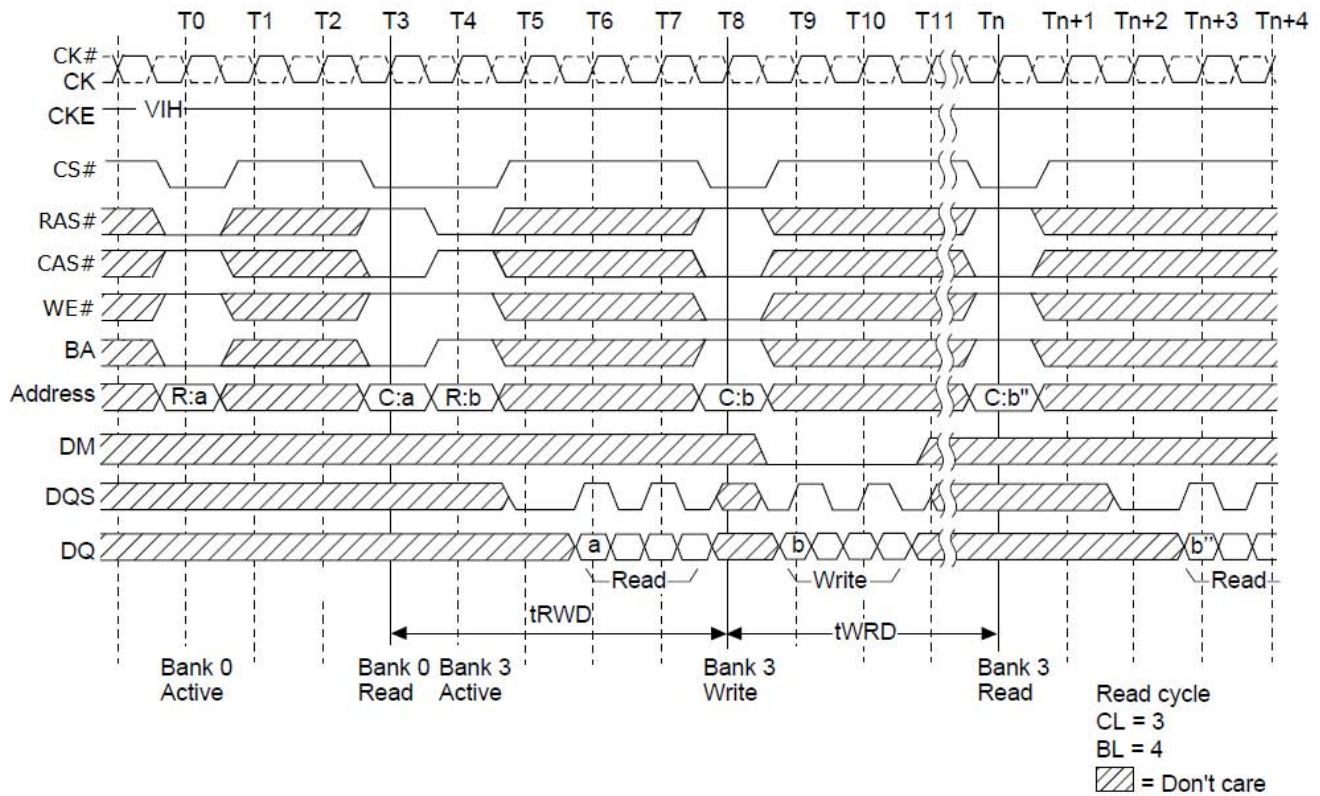 T0 T1 T2 T3 T4 T5 T6 T7 T8 T9 T10 T11 Tn Tn+1 Tn+2 Tn+3 Tn+4
CK#
CK
CKE VIH
CS#
RAS#
CAS#
WE#
BA
Address R:a C:a R:b C:b C:b"
DM
DQS
DQ a b b''
Read Write Read
tRWD tWRD
Bank 0 Bank 0 Bank 3 Bank 3 Bank 3
Active Read Active Write Read
Read cycle
CL = 3
BL = 4
= Don't care